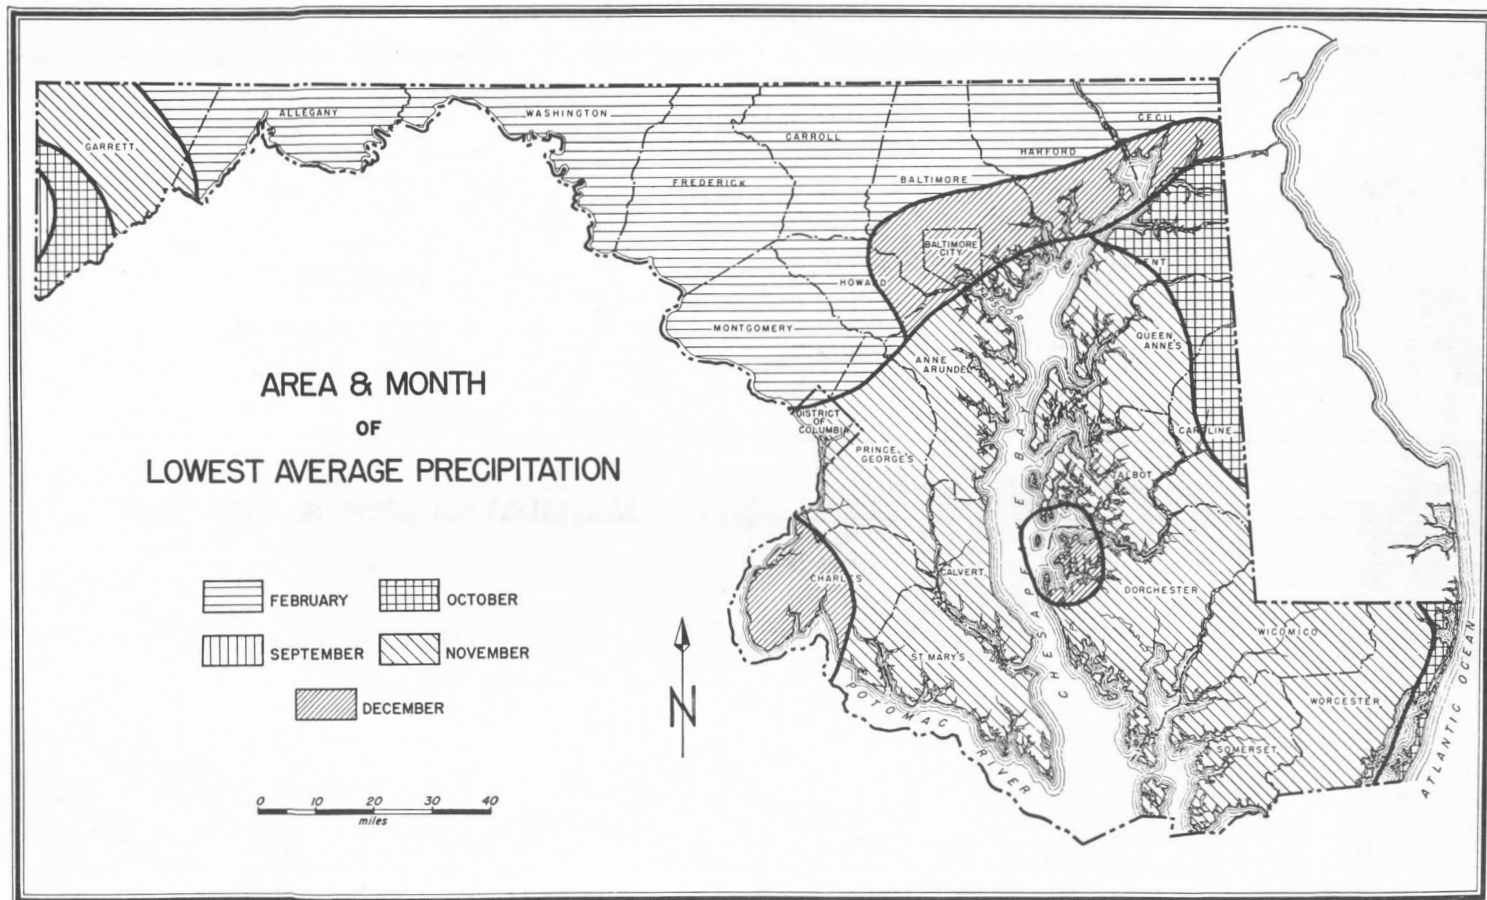 GARRETT
ALLEGANY
WASHINGTON
CARROLL
CECIL
HARFORD
FREDERICK
BALTIMORE
BALTIMORE
CITY
HOWARD
KENT
MONTGOMERY
QUEEN
ANNE'S
ANNE
ARUNDEL
DISTRICT
OF
COLUMBIA
PRINCE
GEORGE'S
CAROLINE
TALBOT
CHARLES
CALVERT
DORCHESTER
ST. MARY'S
WICOMICO
WORCESTER
SOMERSET
CHESAPEAKE B
POTOMAC RIVER
ATLANTIC OCEAN
AREA & MONTH
OF
LOWEST AVERAGE PRECIPITATION
FEBRUARY
OCTOBER
SEPTEMBER
NOVEMBER
DECEMBER
N
0 10 20 30 40
miles